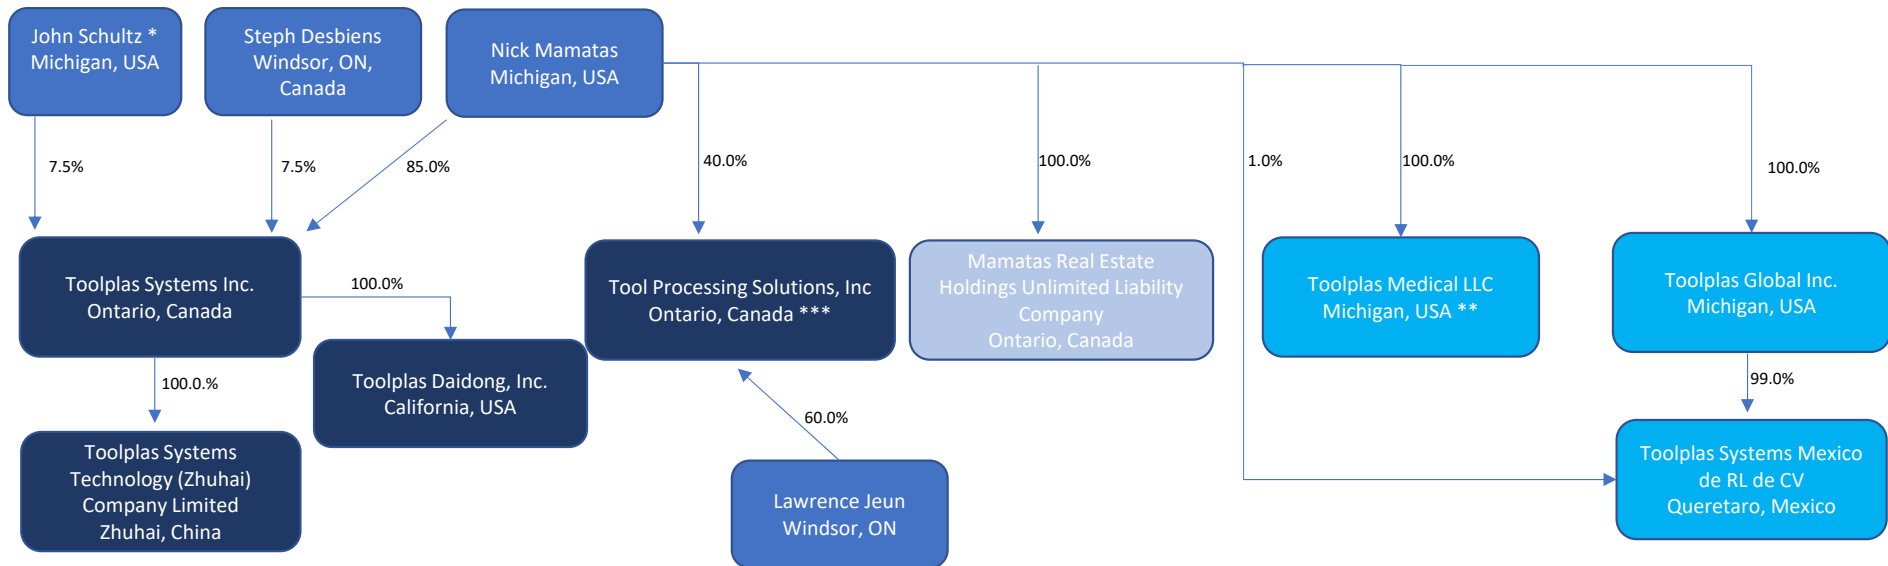 John Schultz *
Michigan, USA
Steph Desbiens
Windsor, ON,
Canada
Nick Mamatas
Michigan, USA
7.5%
7.5%
85.0%
40.0%
100.0%
1.0%
100.0%
100.0%
Toolplas Systems Inc.
Ontario, Canada
100.0%
Tool Processing Solutions, Inc
Ontario, Canada ***
Mamatas Real Estate
Holdings Unlimited Liability
Company
Ontario, Canada
Toolplas Medical LLC
Michigan, USA **
Toolplas Global Inc.
Michigan, USA
100.0.%
Toolplas Daidong, Inc.
California, USA
60.0%
99.0%
Toolplas Systems
Technology (Zhuhai)
Company Limited
Zhuhai, China
Lawrence Jeun
Windsor, ON
Toolplas Systems Mexico
de RL de CV
Queretaro, Mexico